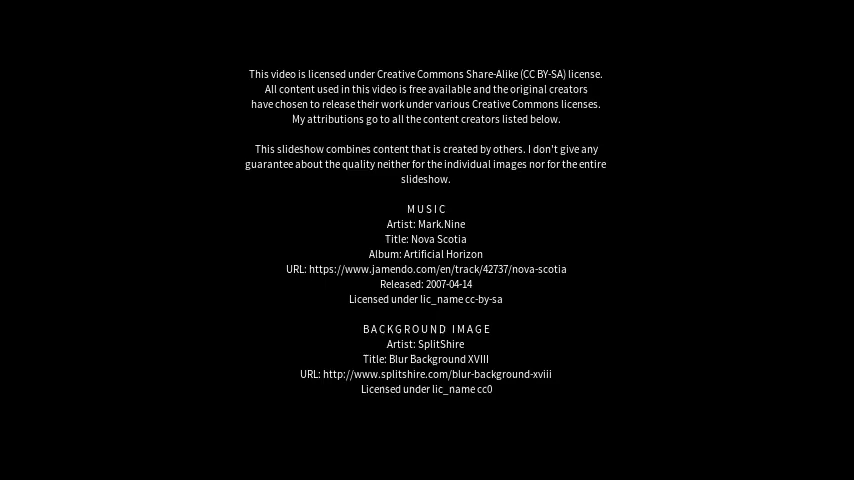 This video is licensed under Creative Commons Share-Alike (CC BY-SA) license.
All content used in this video is free available and the original creators
have chosen to release their work under various Creative Commons licenses.
My attributions go to all the content creators listed below.
This slideshow combines content that is created by others. I don't give any
guarantee about the quality neither for the individual images nor for the entire
slideshow.
MUSIC
Artist: Mark.Nine
Title: Nova Scotia
Album: Artificial Horizon
URL: https://www.jamendo.com/en/track/42737/nova-scotia
Released: 2007-04-14
Licensed under lic_name cc-by-sa
BACKGROUND IMAGE
Artist: SplitShire
Title: Blur Background XVIII
URL: http://www.splitshire.com/blur-background-xviii
Licensed under lic_name cc0